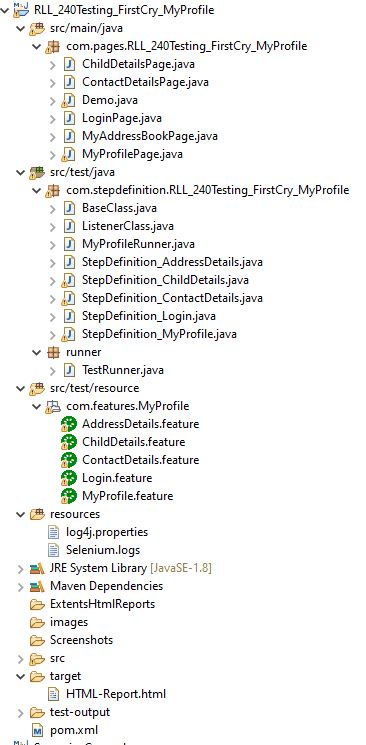 RLL_240Testing_FirstCry_MyProfile
src/main/java
com.pages.RLL_240Testing_FirstCry_MyProfile
ChildDetailsPage.java
ContactDetailsPage.java
Demo.java
LoginPage.java
MyAddressBookPage.java
MyProfilePage.java
src/test/java
com.stepdefinition.RLL_240Testing_FirstCry_MyProfile
BaseClass.java
ListenerClass.java
MyProfileRunner.java
StepDefinition_AddressDetails.java
StepDefinition_ChildDetails.java
StepDefinition_ContactDetails.java
StepDefinition_Login.java
StepDefinition_MyProfile.java
runner
TestRunner.java
src/test/resource
com.features.MyProfile
AddressDetails.feature
ChildDetails.feature
ContactDetails.feature
Login.feature
MyProfile.feature
resources
log4j.properties
Selenium.logs
JRE System Library [JavaSE-1.8]
Maven Dependencies
ExtentsHtmlReports
images
Screenshots
src
target
HTML-Report.html
test-output
pom.xml